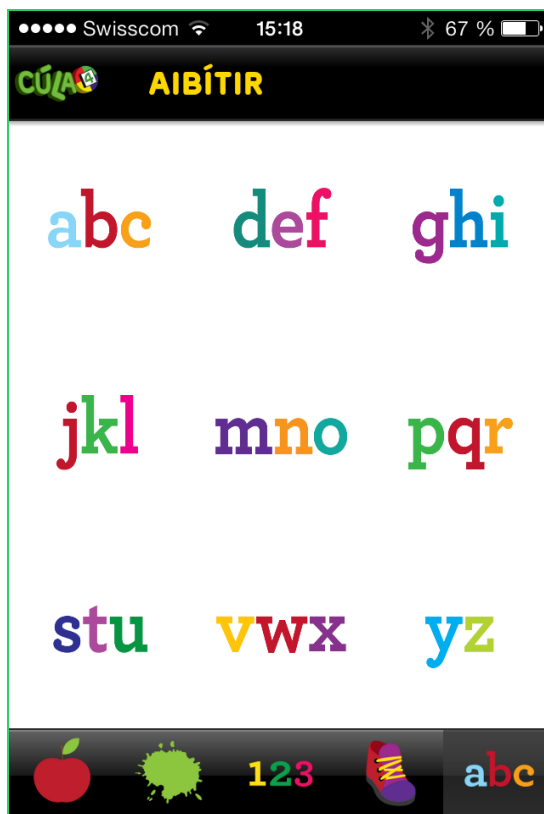 Swisscom 15:18 67 %
CÚLA4 AIBÍTIR
abc def ghi
jkl mno pqr
stu vwx yz
123 abc